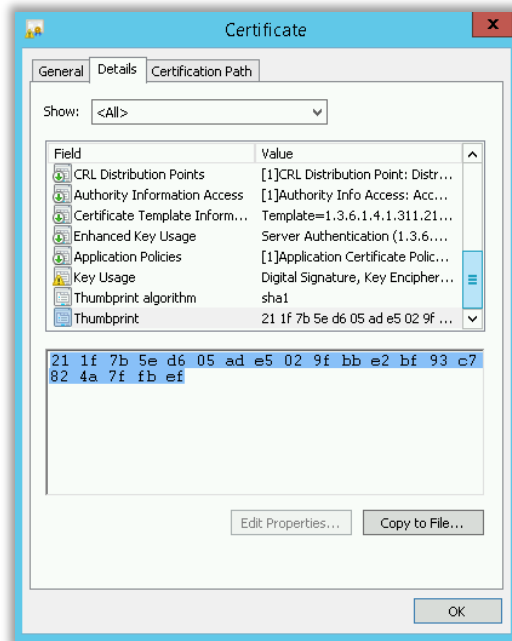 Certificate
x
General Details Certification Path
Show: <All>
Field Value
CRL Distribution Points [1]CRL Distribution Point: Distr...
Authority Information Access [1]Authority Info Access: Acc...
Certificate Template Inform... Template=1.3.6.1.4.1.311.21...
Enhanced Key Usage Server Authentication (1.3.6....
Application Policies [1]Application Certificate Polic...
Key Usage Digital Signature, Key Encipher...
Thumbprint algorithm sha1
Thumbprint 21 1f 7b 5e d6 05 ad e5 02 9f ...
21 1f 7b 5e d6 05 ad e5 02 9f bb e2 bf 93 c7
82 4a 7f fb ef
Edit Properties... Copy to File...
OK